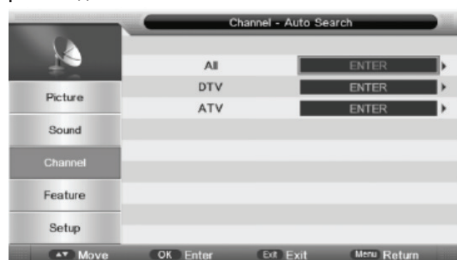 Channel - Auto Search
All ENTER
DTV ENTER
ATV ENTER
Picture
Sound
Channel
Feature
Setup
Move OK Enter Exit Exit Menu Return